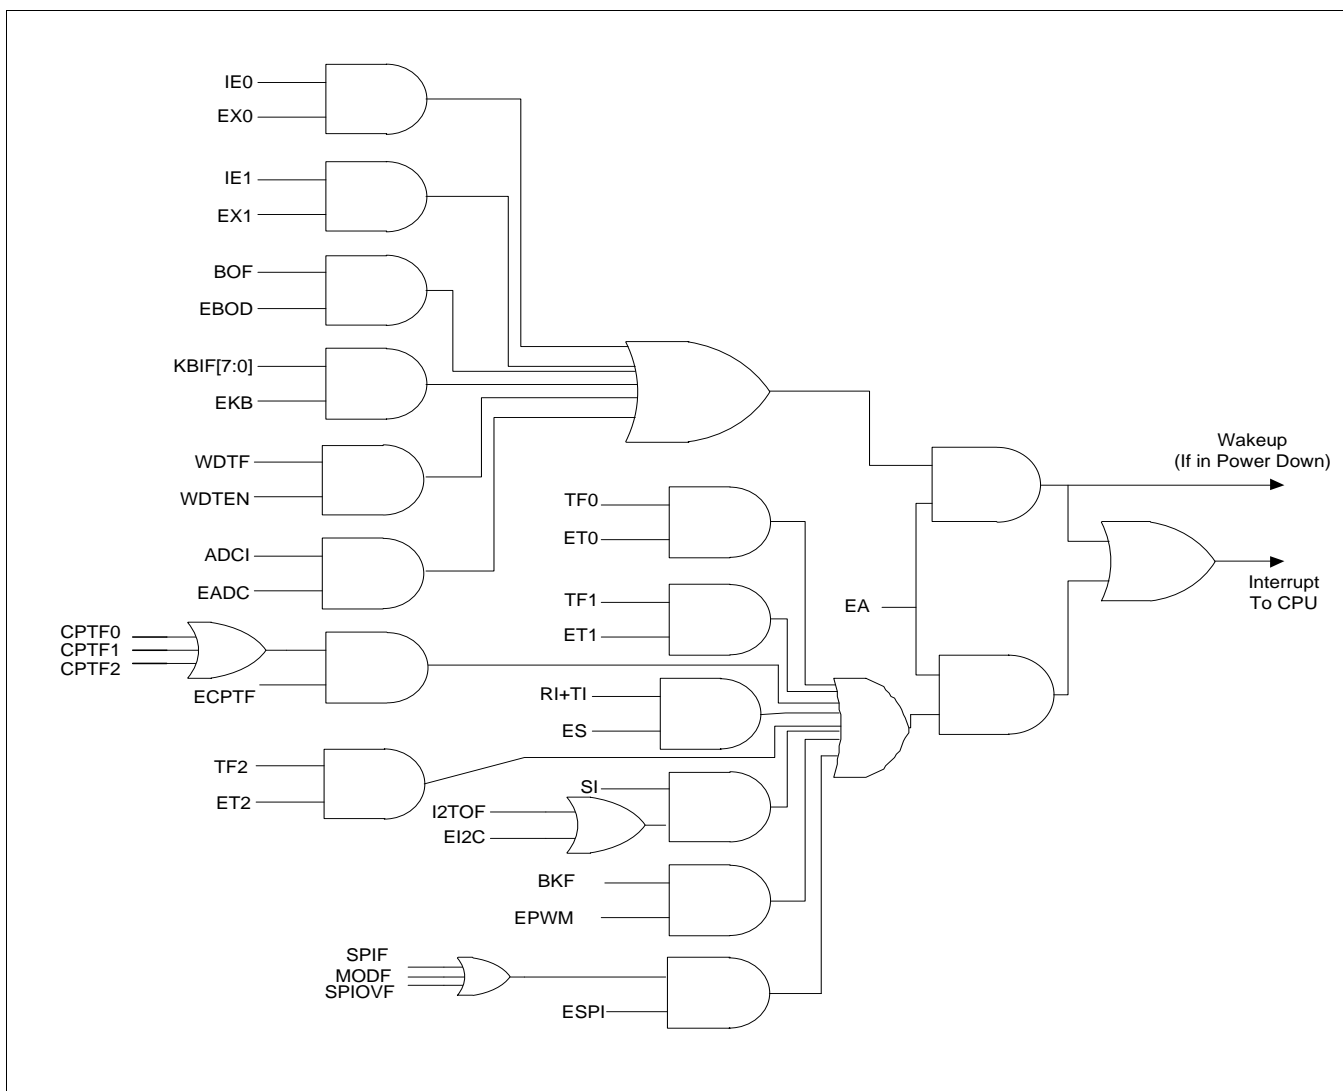 IE0
EX0
IE1
EX1
BOF
EBOD
KBIF[7:0]
EKB
WDTF
WDTEN
ADCI
EADC
CPTF0
CPTF1
CPTF2
ECPTF
TF2
ET2
TF0
ET0
TF1
ET1
RI+TI
ES
SI
I2TOF
EI2C
BKF
EPWM
SPIF
MODF
SPIOVF
ESPI
EA
Wakeup
(If in Power Down)
Interrupt
To CPU